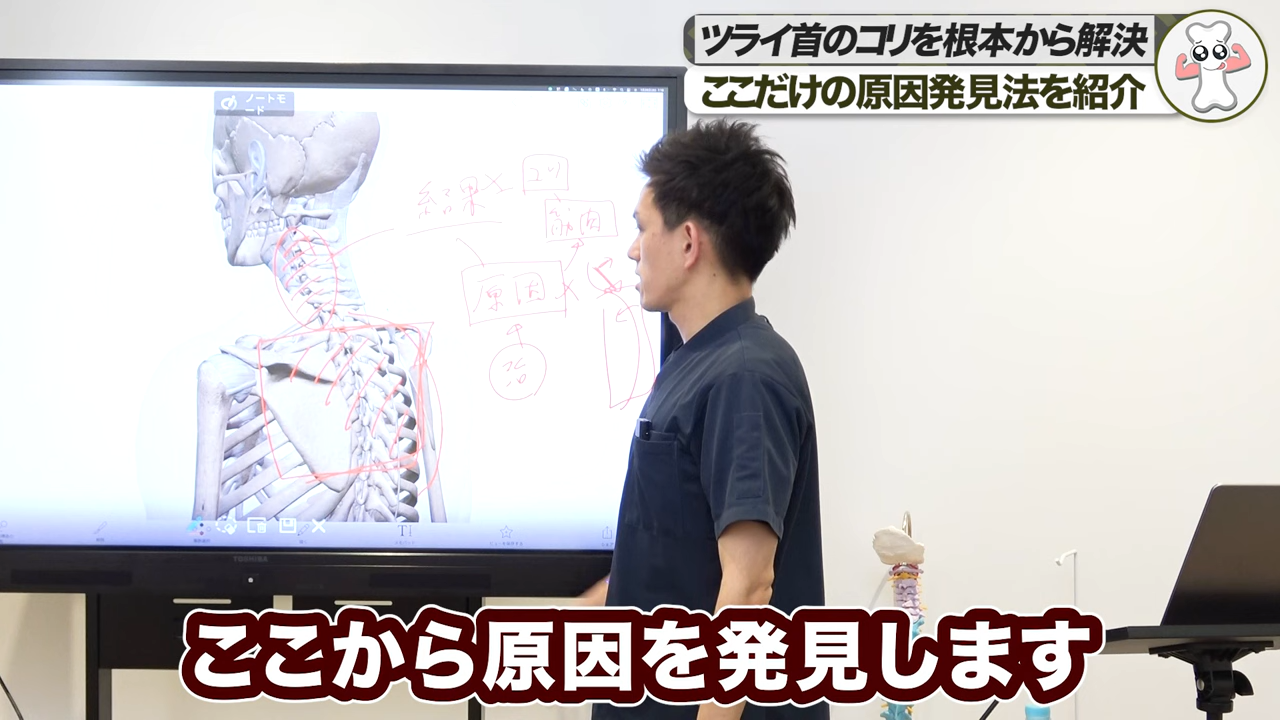 ツライ首のコリを根本から解決
ここだけの原因発見法を紹介
ノートモ
ード
結果
コリ
筋肉
原因
治
TOSHIBA
ここから原因を発見します